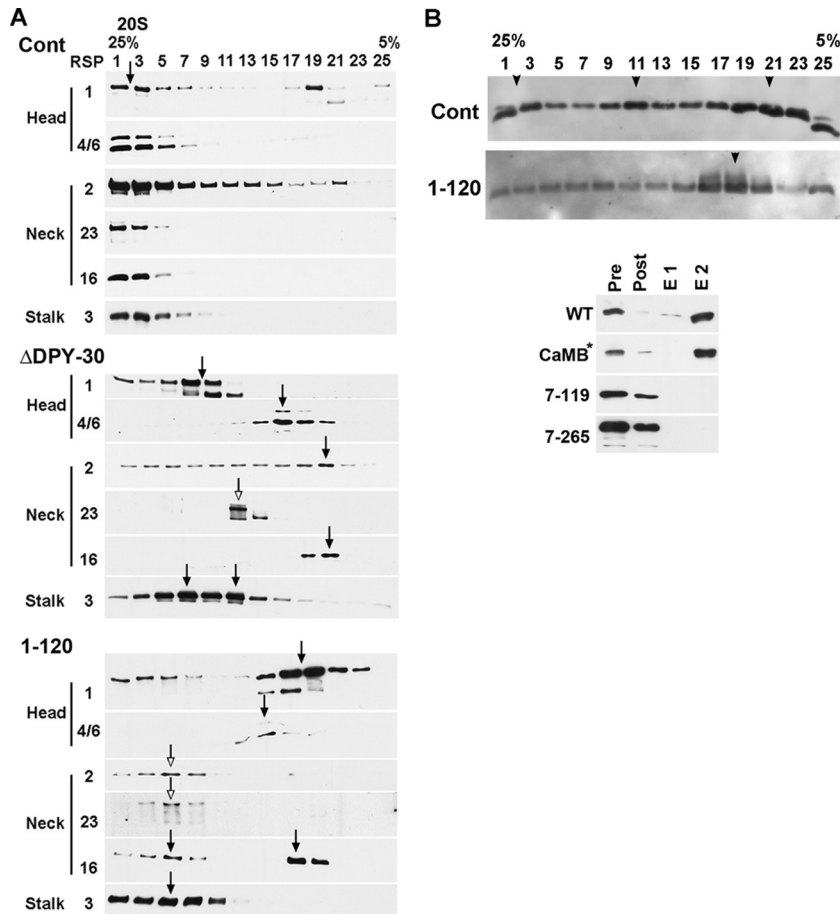 A
20S
Cont 25% 5%
RSP 1 3 5 7 9 11 13 15 17 19 21 23 25
Head 1
4/6
Neck 2
23
16
Stalk 3
ΔDPY-30
Head 1
4/6
Neck 2
23
16
Stalk 3
1-120
Head 1
4/6
Neck 2
23
16
Stalk 3
B
25% 5%
1 3 5 7 9 11 13 15 17 19 21 23 25
Cont
1-120
Pre Post E 1 E 2
WT
CaMB*
7-119
7-265